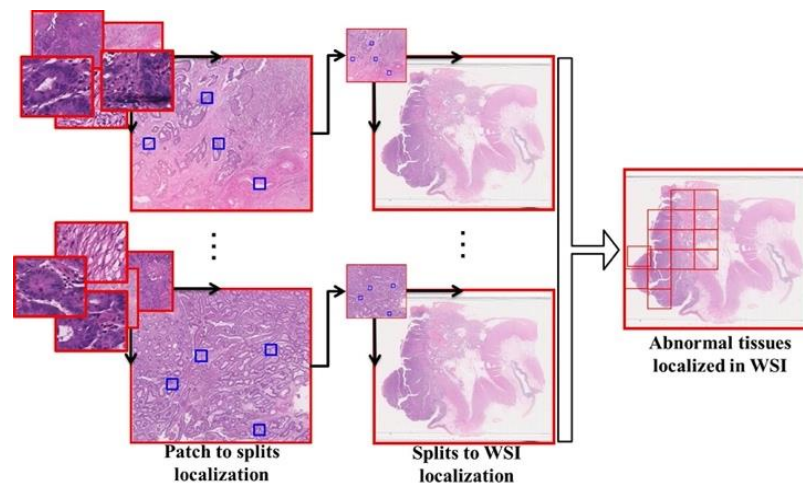 Patch to splits
localization
Splits to WSI
localization
Abnormal tissues
localized in WSI